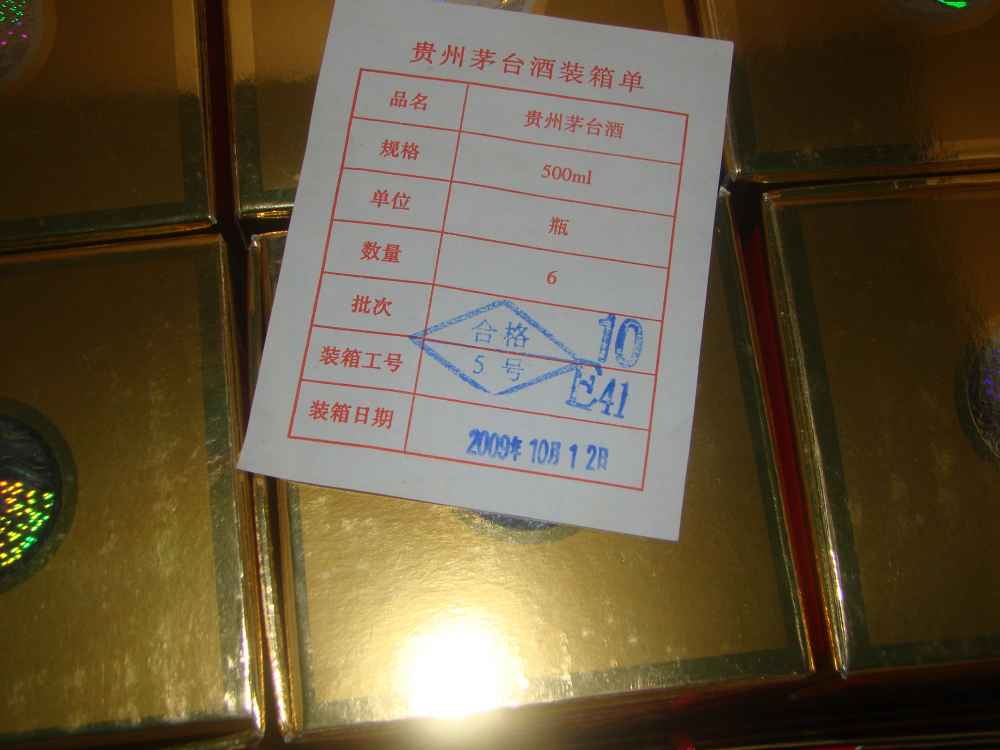 贵州茅台酒装箱单
品名 贵州茅台酒
规格 500ml
单位 瓶
数量 6
批次
合格 10
装箱工号 5号 E41
装箱日期 2009年10月12日